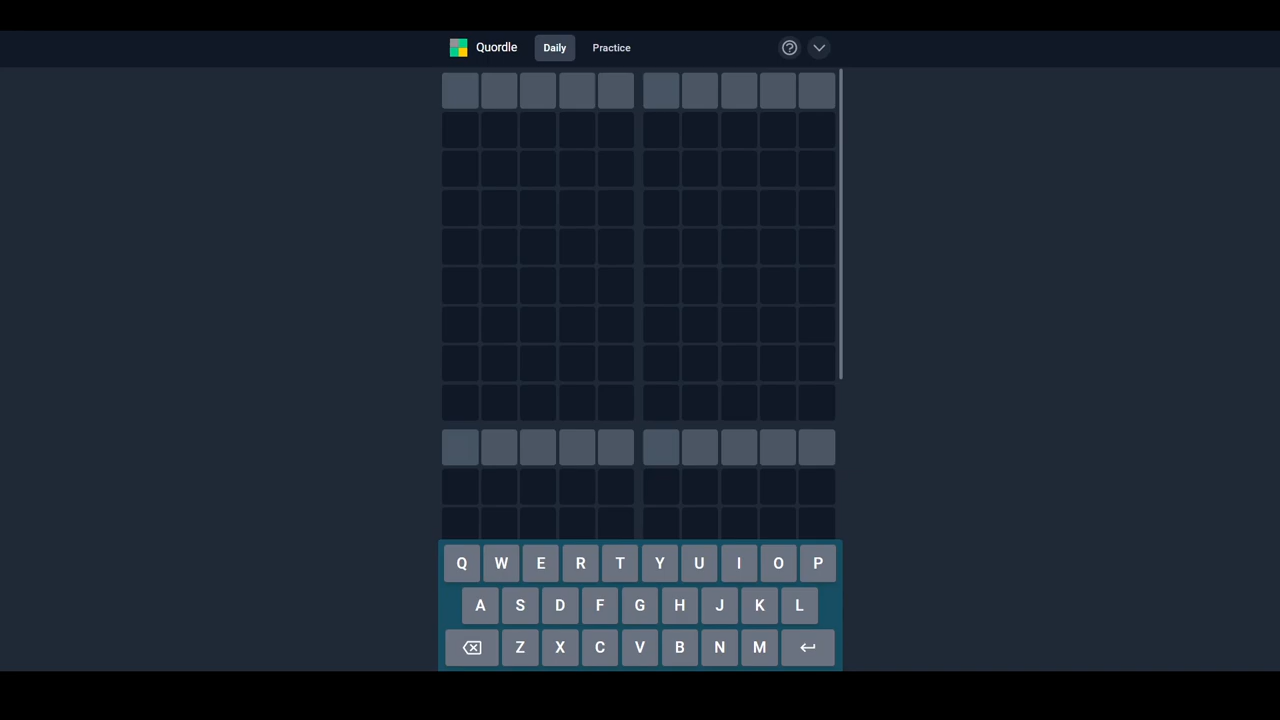 Quordle Daily Practice
Q W E R T Y U I O P
A S D F G H J K L
Z X C V B N M